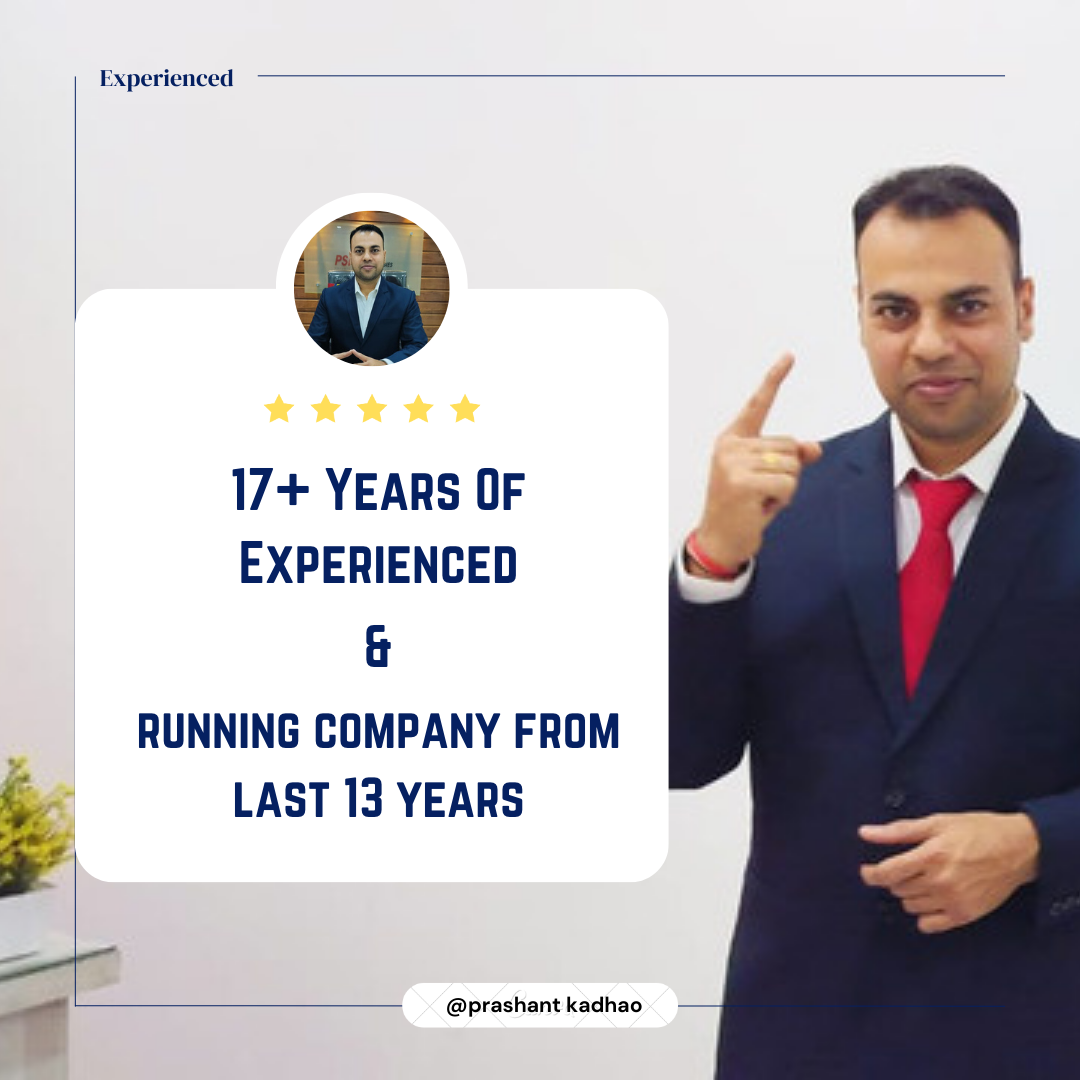 Experienced
17+ Years Of
Experienced
&
running company from
last 13 years
@prashant kadhao